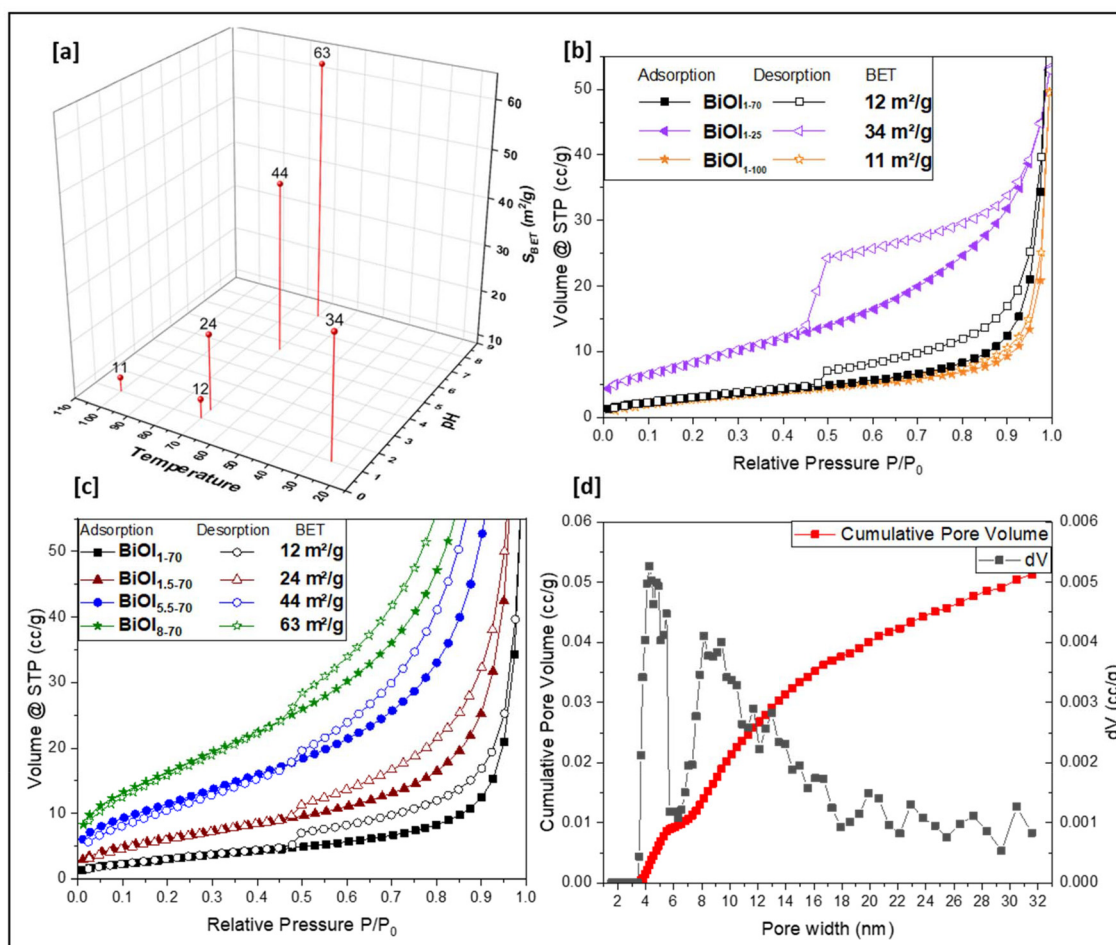 [a]
63
44
24
34
11
12
60
50
40
30
20
10
S_BET (m²/g)
9
8
7
6
5
4
3
2
1
0
pH
110
100
90
80
70
60
50
40
30
20
Temperature
[b]
Adsorption Desorption BET
BiOI1-70 12 m²/g
BiOI1-25 34 m²/g
BiOI1-100 11 m²/g
50
40
30
20
10
0
Volume @ STP (cc/g)
0.0 0.1 0.2 0.3 0.4 0.5 0.6 0.7 0.8 0.9 1.0
Relative Pressure P/P0
[c]
Adsorption Desorption BET
BiOI1-70 12 m²/g
BiOI1.5-70 24 m²/g
BiOI5.5-70 44 m²/g
BiOI8-70 63 m²/g
50
40
30
20
10
0
Volume @ STP (cc/g)
0.0 0.1 0.2 0.3 0.4 0.5 0.6 0.7 0.8 0.9 1.0
Relative Pressure P/P0
[d]
Cumulative Pore Volume
dV
0.06
0.05
0.04
0.03
0.02
0.01
0.00
Cumulative Pore Volume (cc/g)
0.006
0.005
0.004
0.003
0.002
0.001
0.000
dV (cc/g)
2 4 6 8 10 12 14 16 18 20 22 24 26 28 30 32
Pore width (nm)